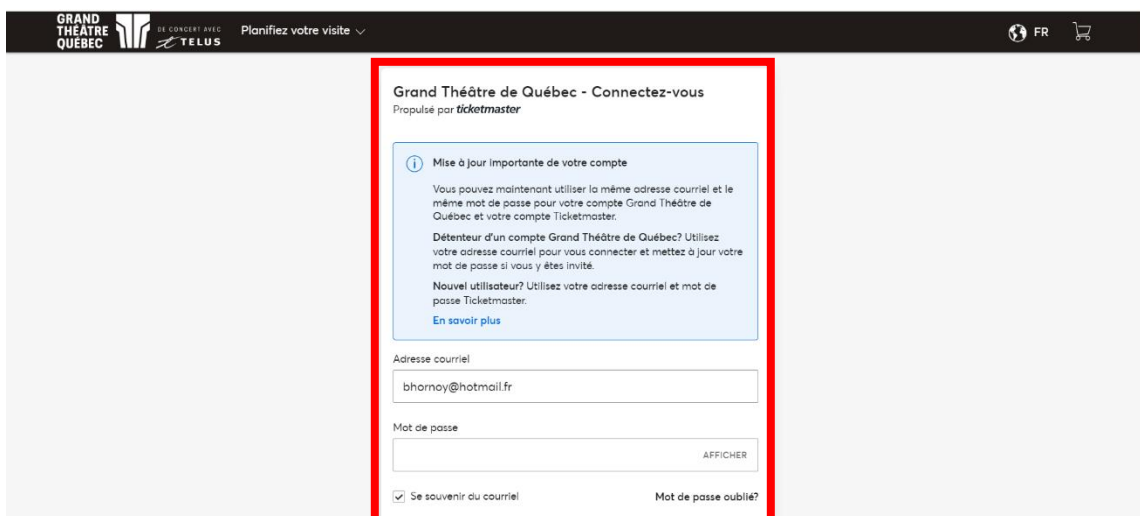 GRAND
THÉÂTRE
QUÉBEC
DE CONCERT AVEC
TELUS
Planifiez votre visite
FR
Grand Théâtre de Québec - Connectez-vous
Propulsé par ticketmaster
Mise à jour importante de votre compte
Vous pouvez maintenant utiliser la même adresse courriel et le
même mot de passe pour votre compte Grand Théâtre de
Québec et votre compte Ticketmaster.
Détenteur d'un compte Grand Théâtre de Québec? Utilisez
votre adresse courriel pour vous connecter et mettez à jour votre
mot de passe si vous y êtes invité.
Nouvel utilisateur? Utilisez votre adresse courriel et mot de
passe Ticketmaster.
En savoir plus
Adresse courriel
bhornoy@hotmail.fr
Mot de passe
AFFICHER
Se souvenir du courriel Mot de passe oublié?